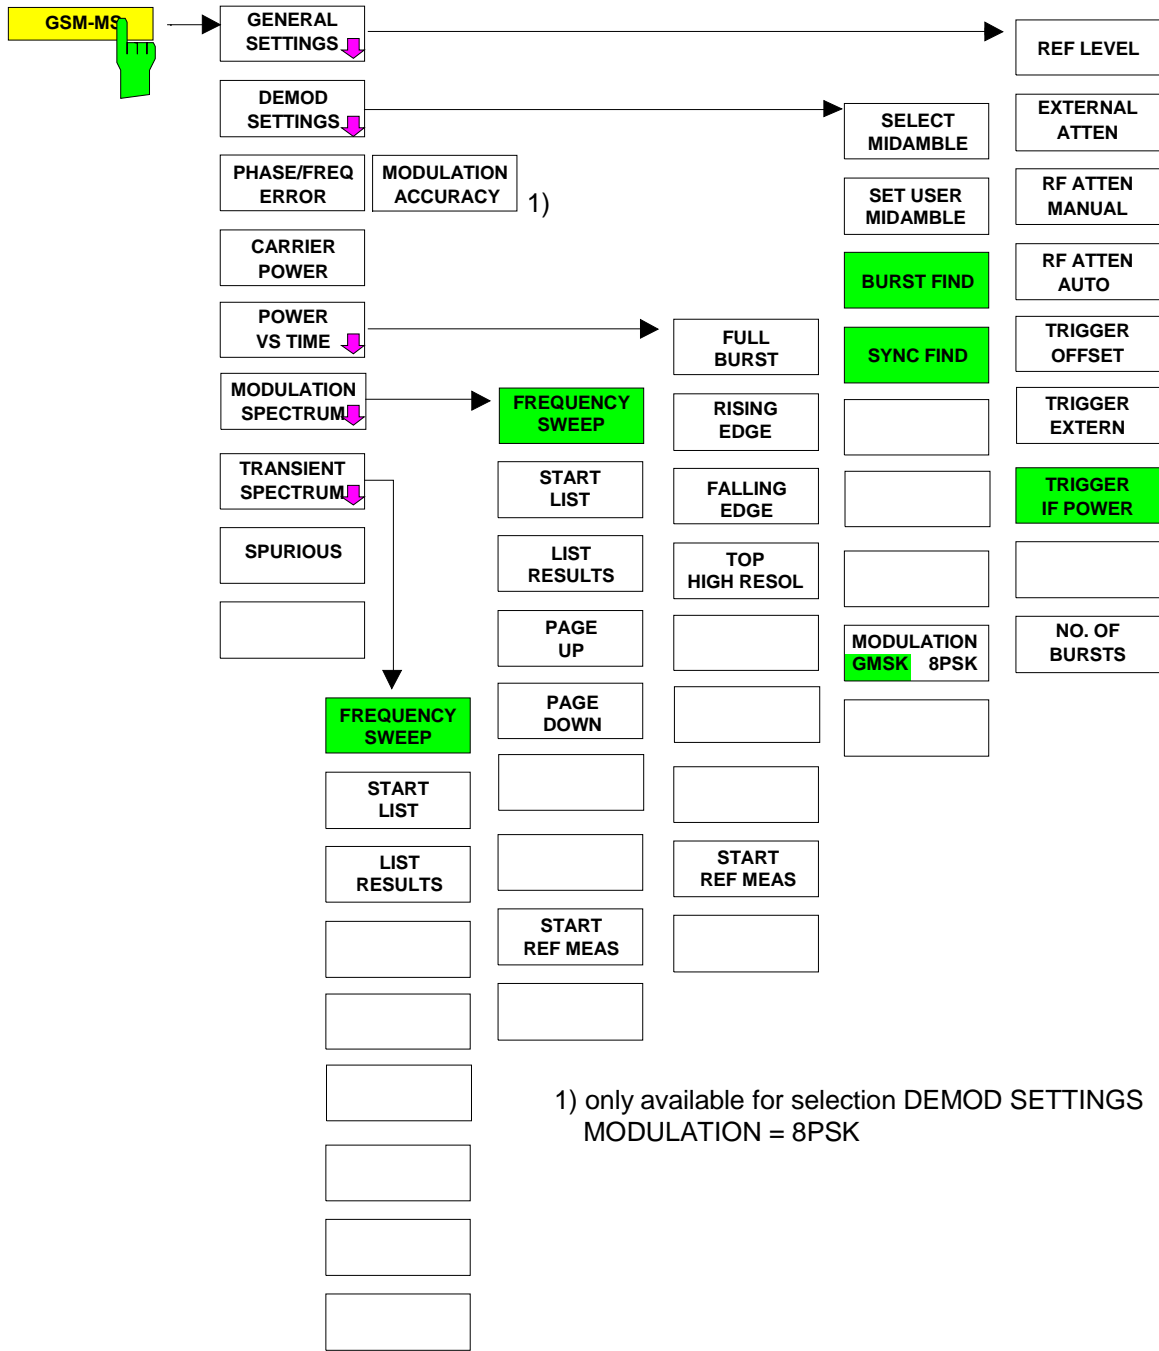 GSM-MS
GENERAL
SETTINGS
DEMOD
SETTINGS
PHASE/FREQ
ERROR
MODULATION
ACCURACY
1)
CARRIER
POWER
POWER
VS TIME
MODULATION
SPECTRUM
TRANSIENT
SPECTRUM
SPURIOUS
FREQUENCY
SWEEP
START
LIST
LIST
RESULTS
FREQUENCY
SWEEP
START
LIST
LIST
RESULTS
PAGE
UP
PAGE
DOWN
START
REF MEAS
FULL
BURST
RISING
EDGE
FALLING
EDGE
TOP
HIGH RESOL
START
REF MEAS
SELECT
MIDAMBLE
SET USER
MIDAMBLE
BURST FIND
SYNC FIND
MODULATION
GMSK 8PSK
REF LEVEL
EXTERNAL
ATTEN
RF ATTEN
MANUAL
RF ATTEN
AUTO
TRIGGER
OFFSET
TRIGGER
EXTERN
TRIGGER
IF POWER
NO. OF
BURSTS
1) only available for selection DEMOD SETTINGS
MODULATION = 8PSK